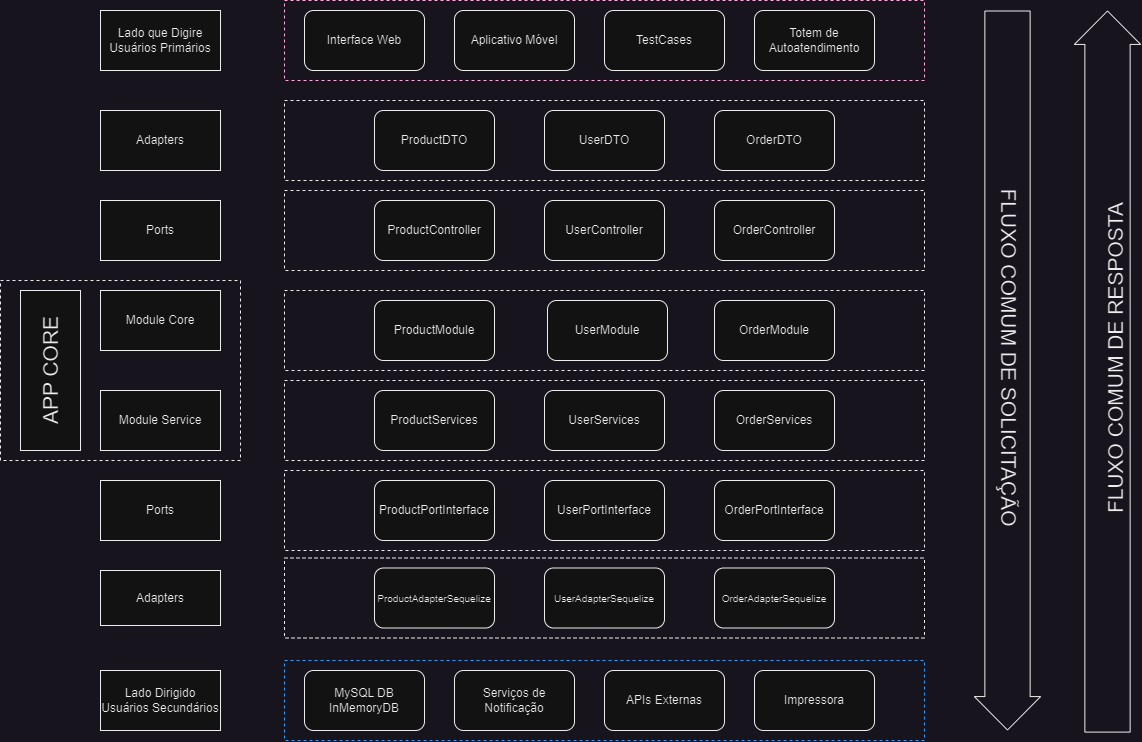 Lado que Digire
Usuários Primários
Interface Web
Aplicativo Móvel
TestCases
Totem de
Autoatendimento
Adapters
ProductDTO
UserDTO
OrderDTO
Ports
ProductController
UserController
OrderController
APP CORE
Module Core
ProductModule
UserModule
OrderModule
Module Service
ProductServices
UserServices
OrderServices
Ports
ProductPortInterface
UserPortInterface
OrderPortInterface
Adapters
ProductAdapterSequelize
UserAdapterSequelize
OrderAdapterSequelize
Lado Dirigido
Usuários Secundários
MySQL DB
InMemoryDB
Serviços de
Notificação
APIs Externas
Impressora
FLUXO COMUM DE SOLICITAÇÃO
FLUXO COMUM DE RESPOSTA